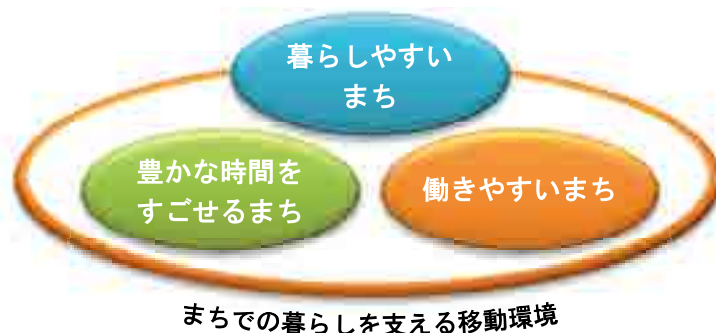 暮らしやすい
まち
豊かな時間を
すごせるまち
働きやすいまち
まちでの暮らしを支える移動環境